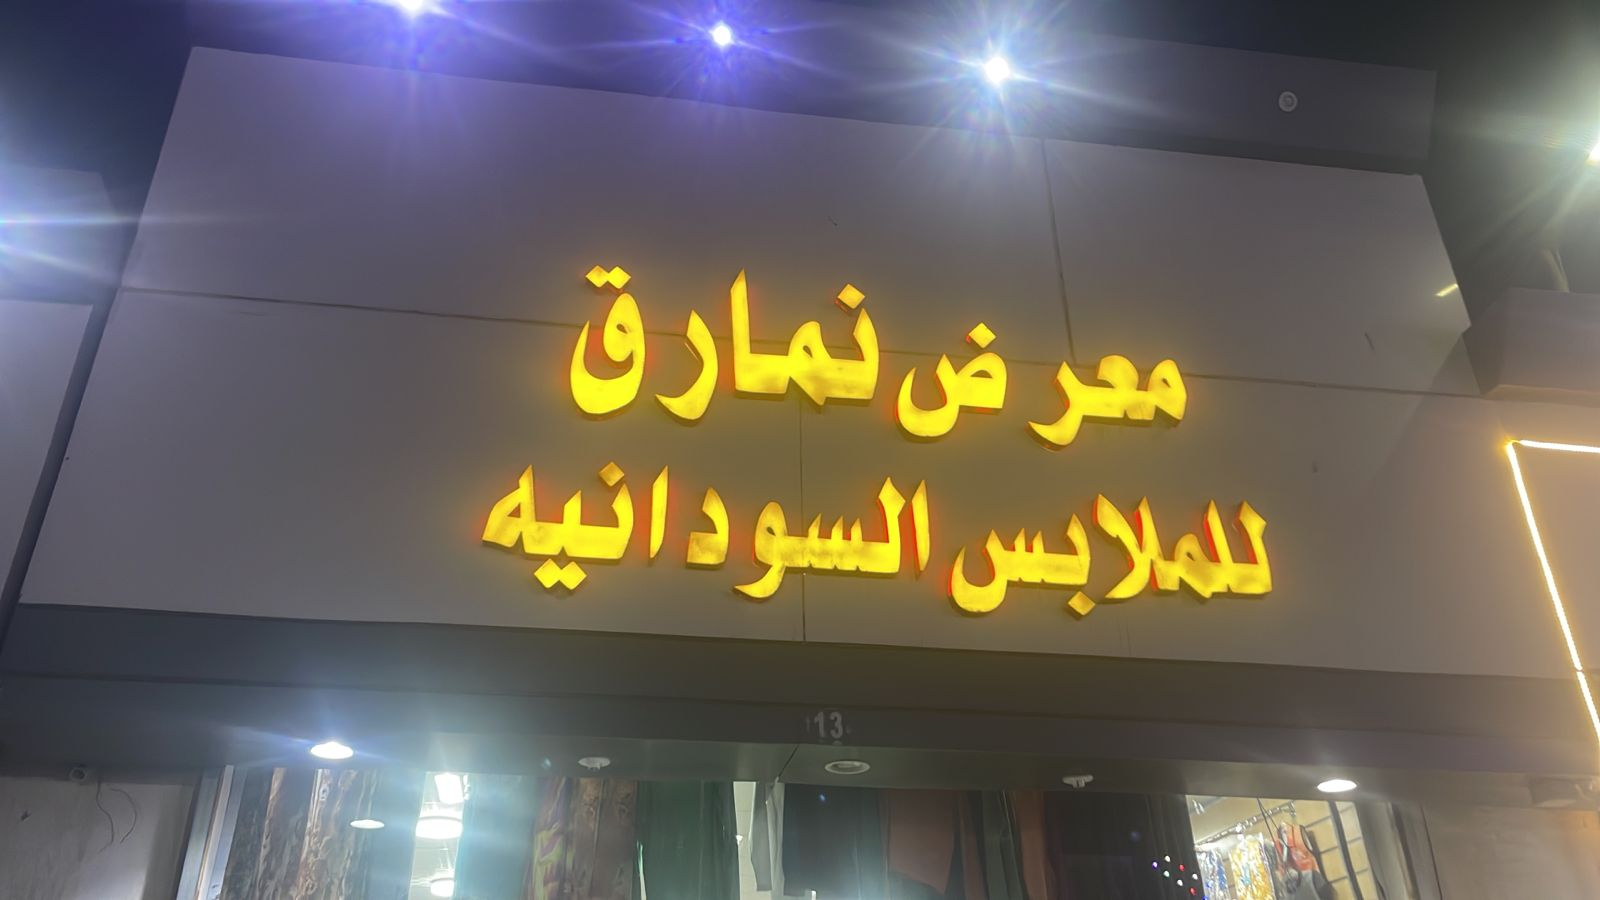 معرض نمارق
للملابس السودانيه
13